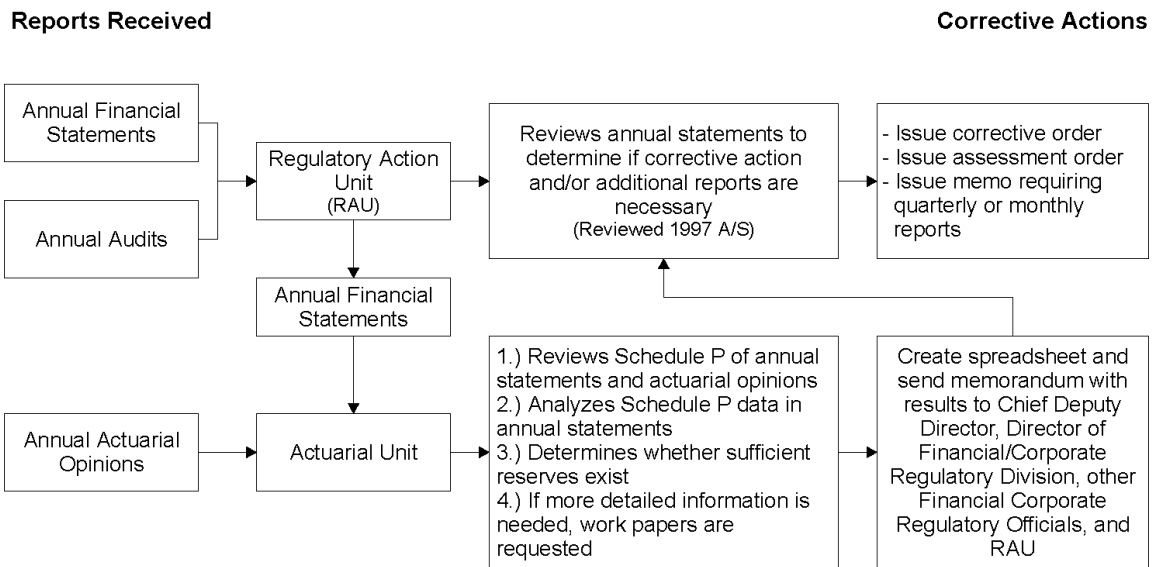 Reports Received
Corrective Actions
Annual Financial
Statements
Annual Audits
Regulatory Action
Unit
(RAU)
Reviews annual statements to
determine if corrective action
and/or additional reports are
necessary
(Reviewed 1997 A/S)
- Issue corrective order
- Issue assessment order
- Issue memo requiring
quarterly or monthly
reports
Annual Financial
Statements
Annual Actuarial
Opinions
Actuarial Unit
1.) Reviews Schedule P of annual
statements and actuarial opinions
2.) Analyzes Schedule P data in
annual statements
3.) Determines whether sufficient
reserves exist
4.) If more detailed information is
needed, work papers are
requested
Create spreadsheet and
send memorandum with
results to Chief Deputy
Director, Director of
Financial/Corporate
Regulatory Division, other
Financial Corporate
Regulatory Officials, and
RAU